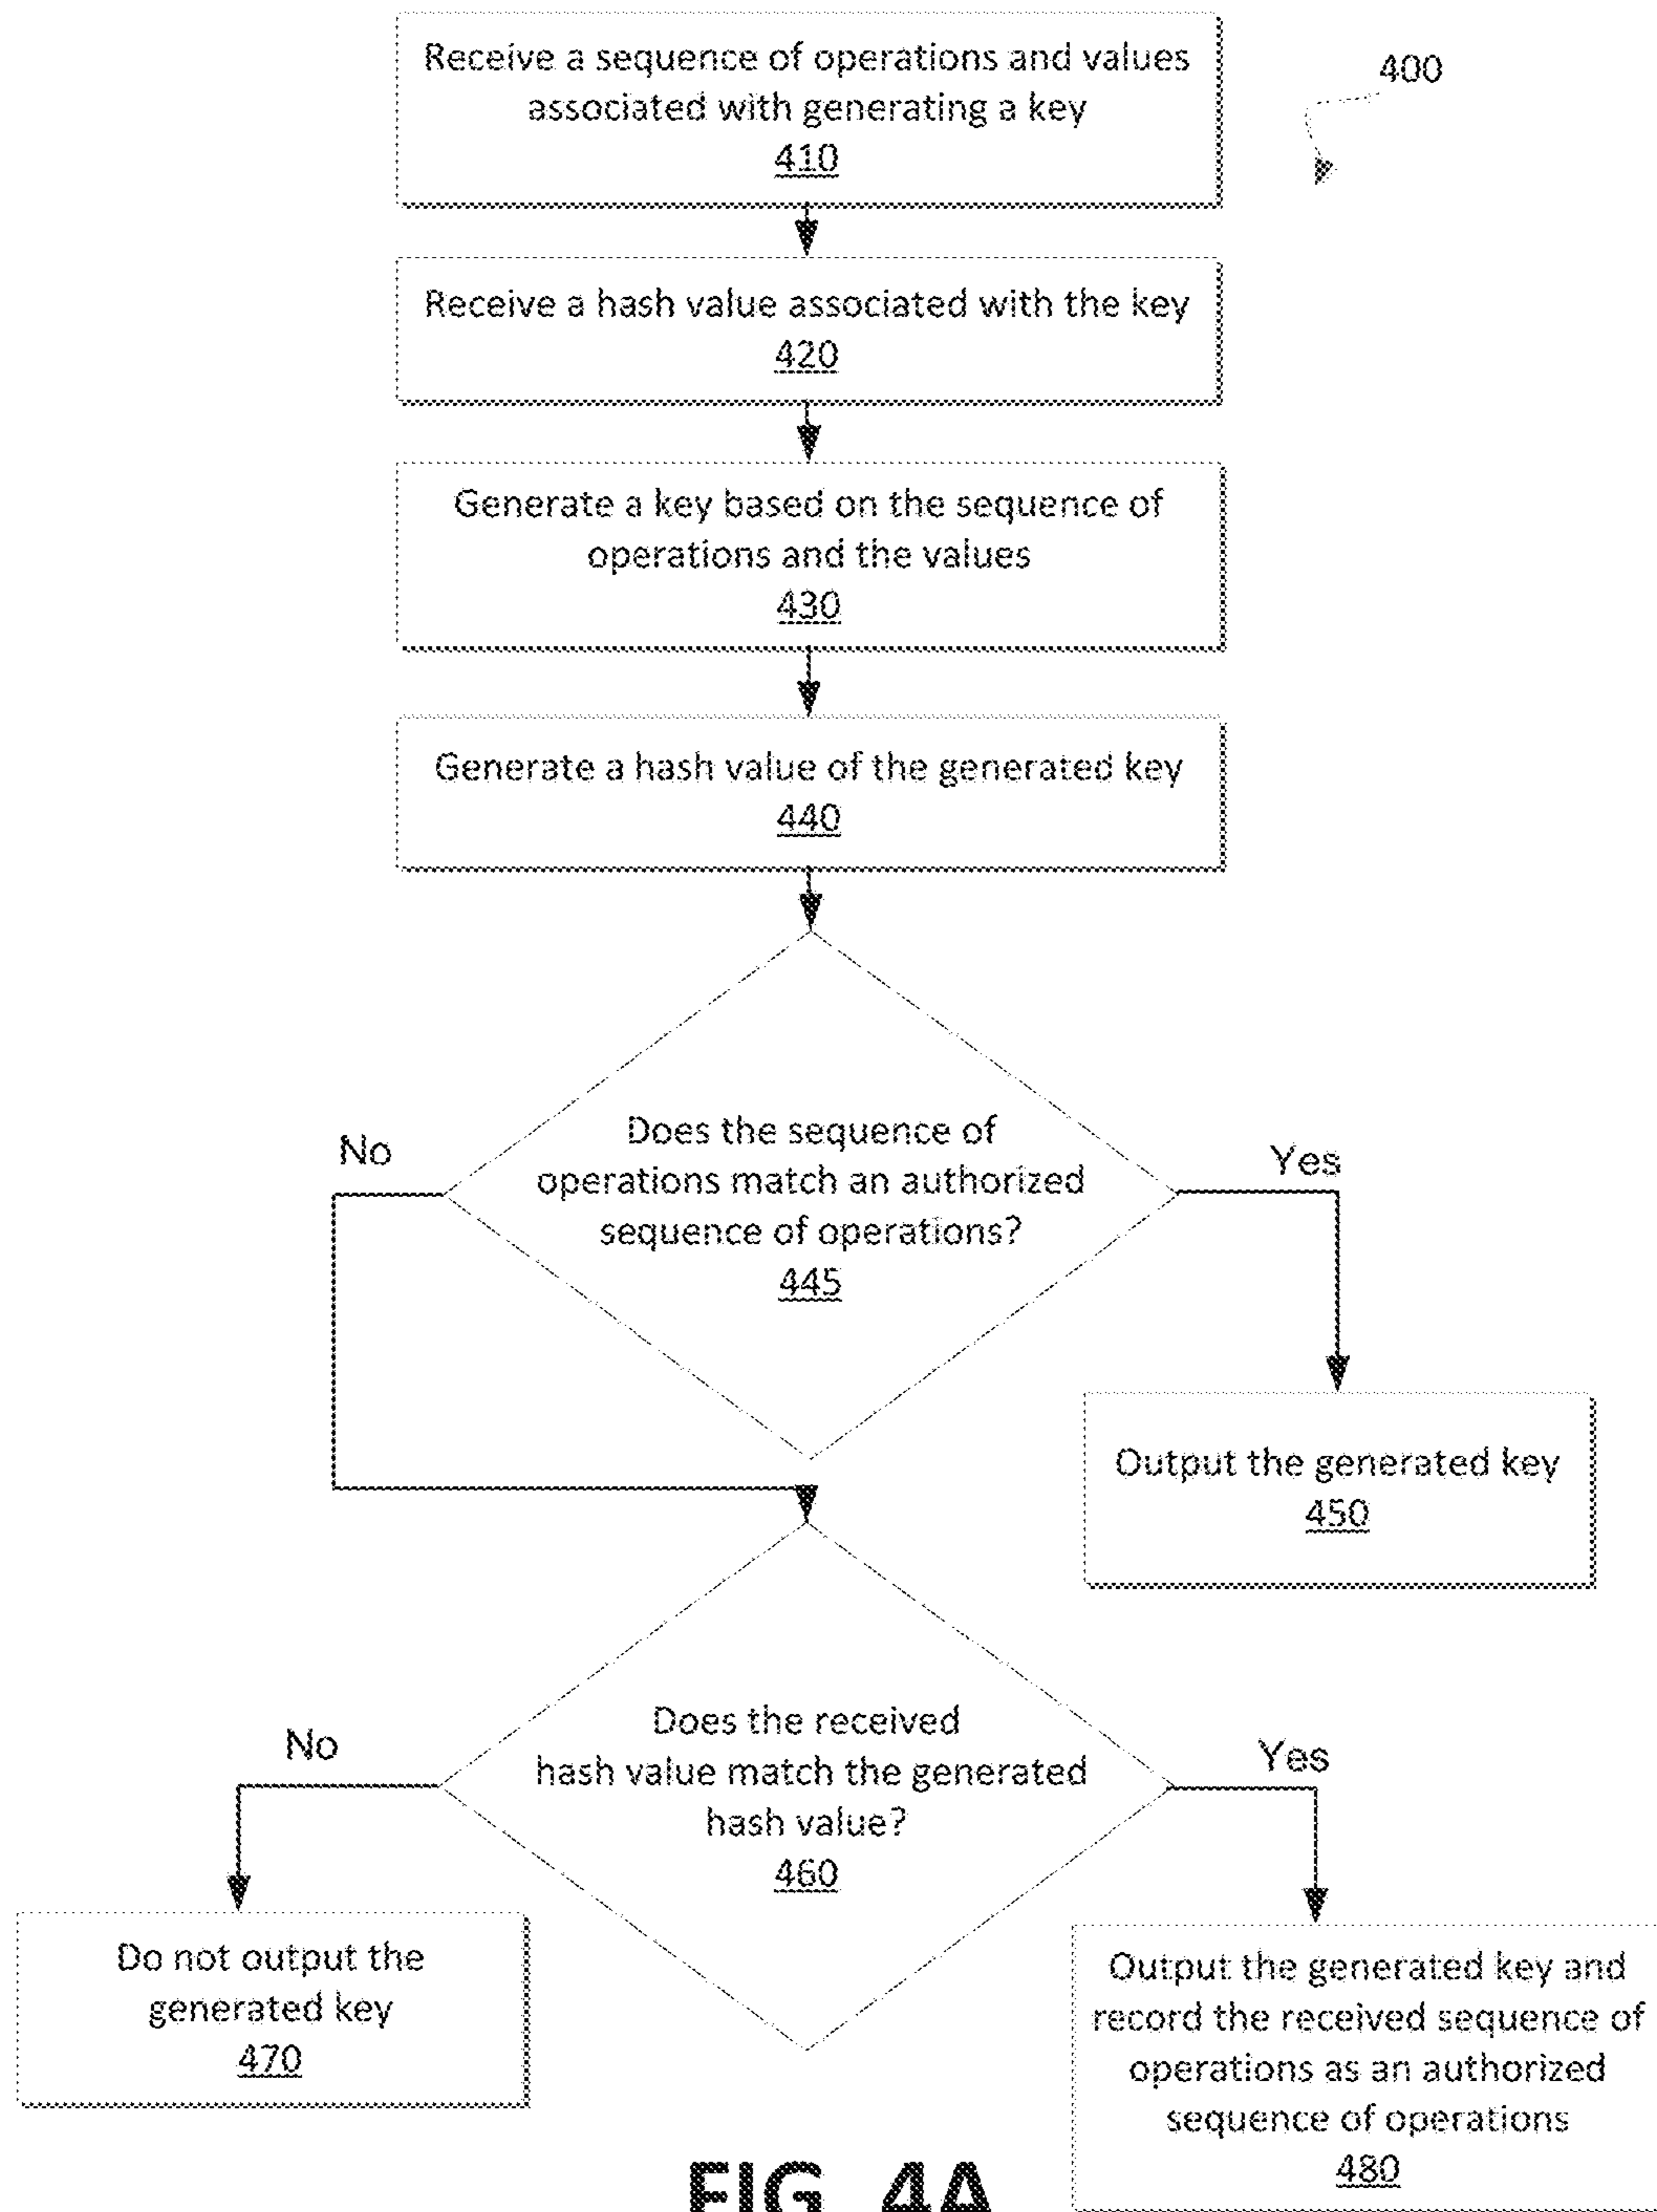 Receive a sequence of operations and values
associated with generating a key
410
400
Receive a hash value associated with the key
420
Generate a key based on the sequence of
operations and the values
430
Generate a hash value of the generated key
440
Does the sequence of
operations match an authorized
sequence of operations?
445
No
Yes
Output the generated key
450
Does the received
hash value match the generated
hash value?
460
No
Yes
Do not output the
generated key
470
Output the generated key and
record the received sequence of
operations as an authorized
sequence of operations
480
FIG. 4A